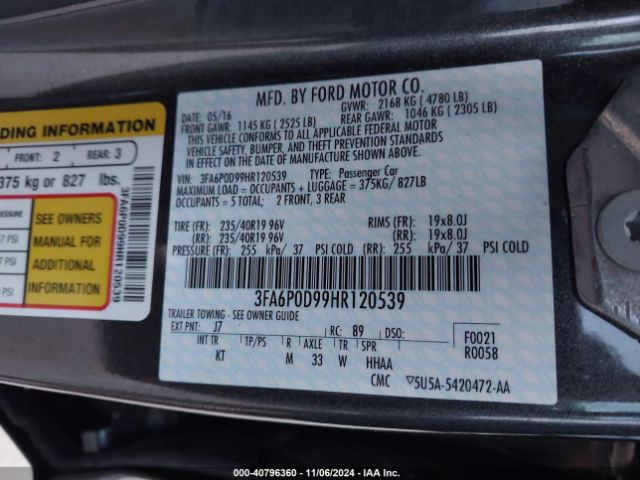 MFD. BY FORD MOTOR CO.
DATE: 05/16 GVWR: 2168 KG ( 4780 LB)
FRONT GAWR: 1145 KG ( 2525 LB) REAR GAWR: 1046 KG ( 2305 LB)
THIS VEHICLE CONFORMS TO ALL APPLICABLE FEDERAL MOTOR
VEHICLE SAFETY, BUMPER, AND THEFT PREVENTION STANDARDS
IN EFFECT ON THE DATE OF MANUFACTURE SHOWN ABOVE.
VIN: 3FA6P0D99HR120539 TYPE: Passenger Car
MAXIMUM LOAD = OCCUPANTS + LUGGAGE = 375KG/ 827LB
OCCUPANTS = 5 TOTAL; 2 FRONT, 3 REAR
TIRE (FR): 235/40R19 96V RIMS (FR): 19x8.0J
(RR): 235/40R19 96V (RR): 19x8.0J
PRESSURE (FR): 255 kPa/ 37 PSI COLD (RR): 255 kPa/ 37 PSI COLD
3FA6P0D99HR120539
TRAILER TOWING - SEE OWNER GUIDE
EXT PNT: J7 RC: 89 DSO: F0021
INT TR TP/PS R AXLE TR SPR R0058
KT M 33 W HHAA
CMC 5U5A-5420472-AA
DING INFORMATION
FRONT: 2 REAR: 3
375 kg or 827 lbs.
PRESSURE
SEE OWNERS
MANUAL FOR
ADDITIONAL
INFORMATION
PSI
PSI
PSI
3FA6P0D99HR120539
000-40796360 - 11/06/2024 - IAA Inc.